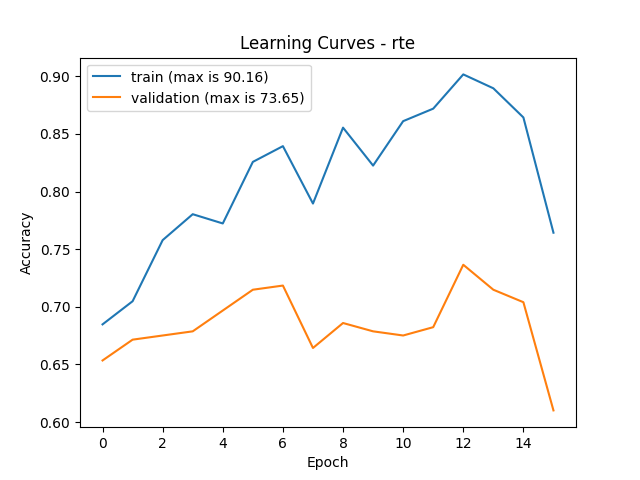 Learning Curves - rte
train (max is 90.16)
validation (max is 73.65)
0.90
0.85
0.80
0.75
0.70
0.65
0.60
Accuracy
0 2 4 6 8 10 12 14
Epoch